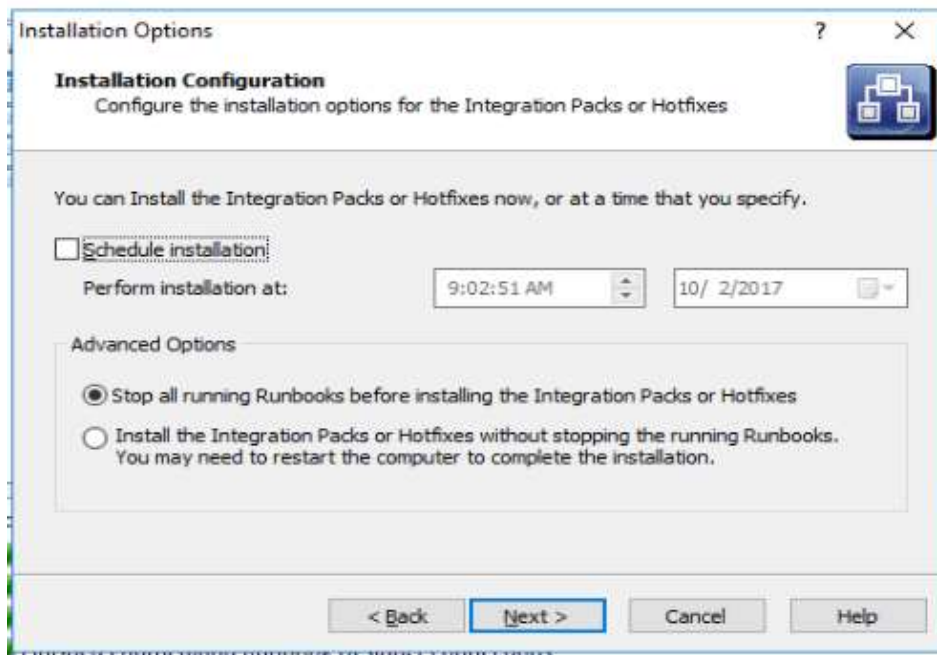 Installation Options
?
Installation Configuration
Configure the installation options for the Integration Packs or Hotfixes
You can Install the Integration Packs or Hotfixes now, or at a time that you specify.
Schedule installation
Perform installation at:
9:02:51 AM
10/ 2/2017
Advanced Options
Stop all running Runbooks before installing the Integration Packs or Hotfixes
Install the Integration Packs or Hotfixes without stopping the running Runbooks.
You may need to restart the computer to complete the installation.
< Back
Next >
Cancel
Help